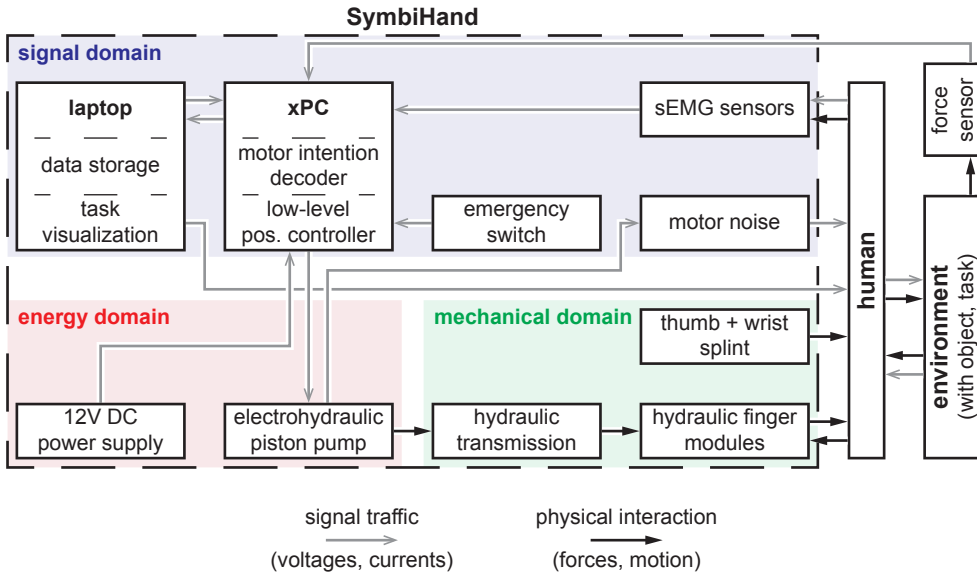 SymbiHand
signal domain
laptop
data storage
task
visualization
xPC
motor intention
decoder
low-level
pos. controller
sEMG sensors
emergency
switch
motor noise
human
force
sensor
environment
(with object, task)
energy domain
12V DC
power supply
electrohydraulic
piston pump
mechanical domain
thumb + wrist
splint
hydraulic
transmission
hydraulic finger
modules
signal traffic
(voltages, currents)
physical interaction
(forces, motion)